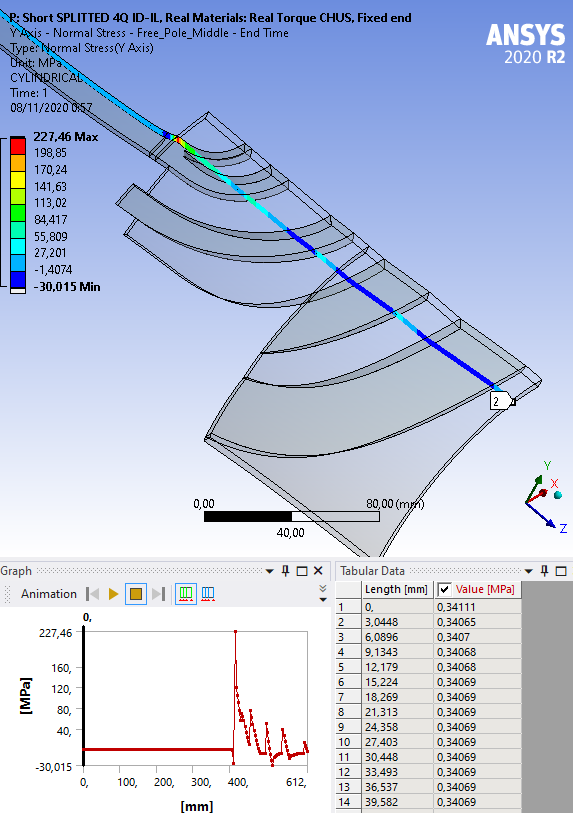 P: Short SPLITTED 4Q ID-IL, Real Materials: Real Torque CHUS, Fixed end
Y Axis - Normal Stress - Free_Pole_Middle - End Time
Type: Normal Stress(Y Axis)
Unit: MPa
CYLINDRICAL
Time: 1
08/11/2020 0:57
ANSYS
2020 R2
227,46 Max
198,85
170,24
141,63
113,02
84,417
55,809
27,201
-1,4074
-30,015 Min
2
0,00
80,00 (mm)
40,00
Y
X
Z
Graph
Animation
0,
227,46
160,
120,
80,
40,
-30,015
[MPa]
0,
100,
200,
300,
400,
612,
[mm]
Tabular Data
Length [mm] Value [MPa]
1 0, 0,34111
2 3,0448 0,34065
3 6,0896 0,3407
4 9,1343 0,34068
5 12,179 0,34068
6 15,224 0,34069
7 18,269 0,34069
8 21,313 0,34069
9 24,358 0,34069
10 27,403 0,34069
11 30,448 0,34069
12 33,493 0,34069
13 36,537 0,34069
14 39,582 0,34069